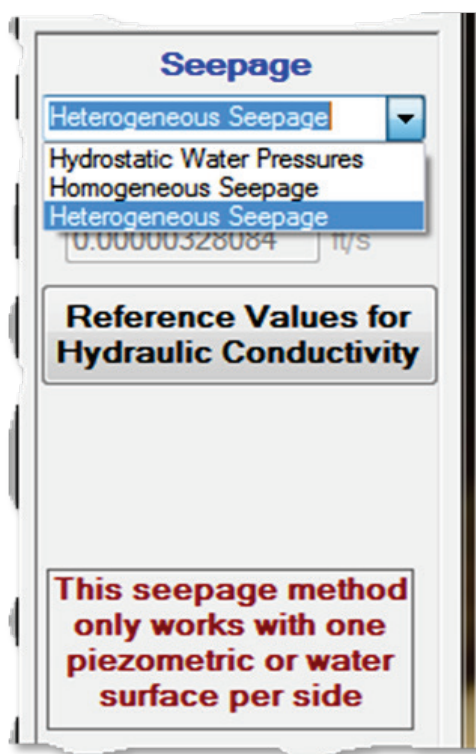 Seepage
Heterogeneous Seepage
Hydrostatic Water Pressures
Homogeneous Seepage
Heterogeneous Seepage
0.00000328084 ft/s
Reference Values for
Hydraulic Conductivity
This seepage method
only works with one
piezometric or water
surface per side